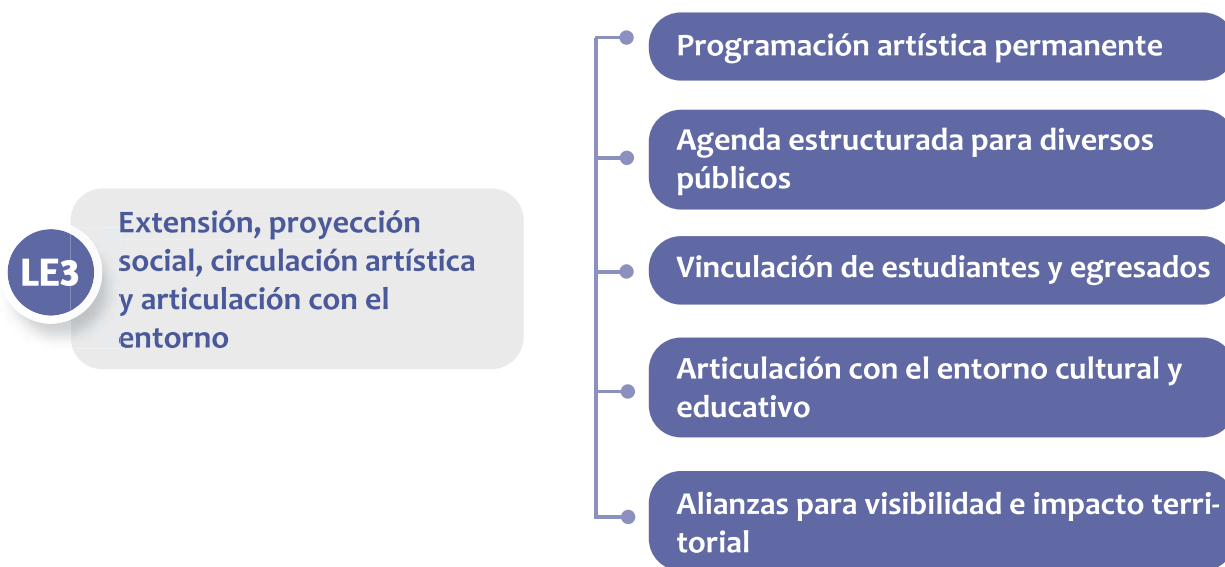 LE3
Extensión, proyección
social, circulación artística
y articulación con el
entorno
Programación artística permanente
Agenda estructurada para diversos
públicos
Vinculación de estudiantes y egresados
Articulación con el entorno cultural y
educativo
Alianzas para visibilidad e impacto terri-
torial